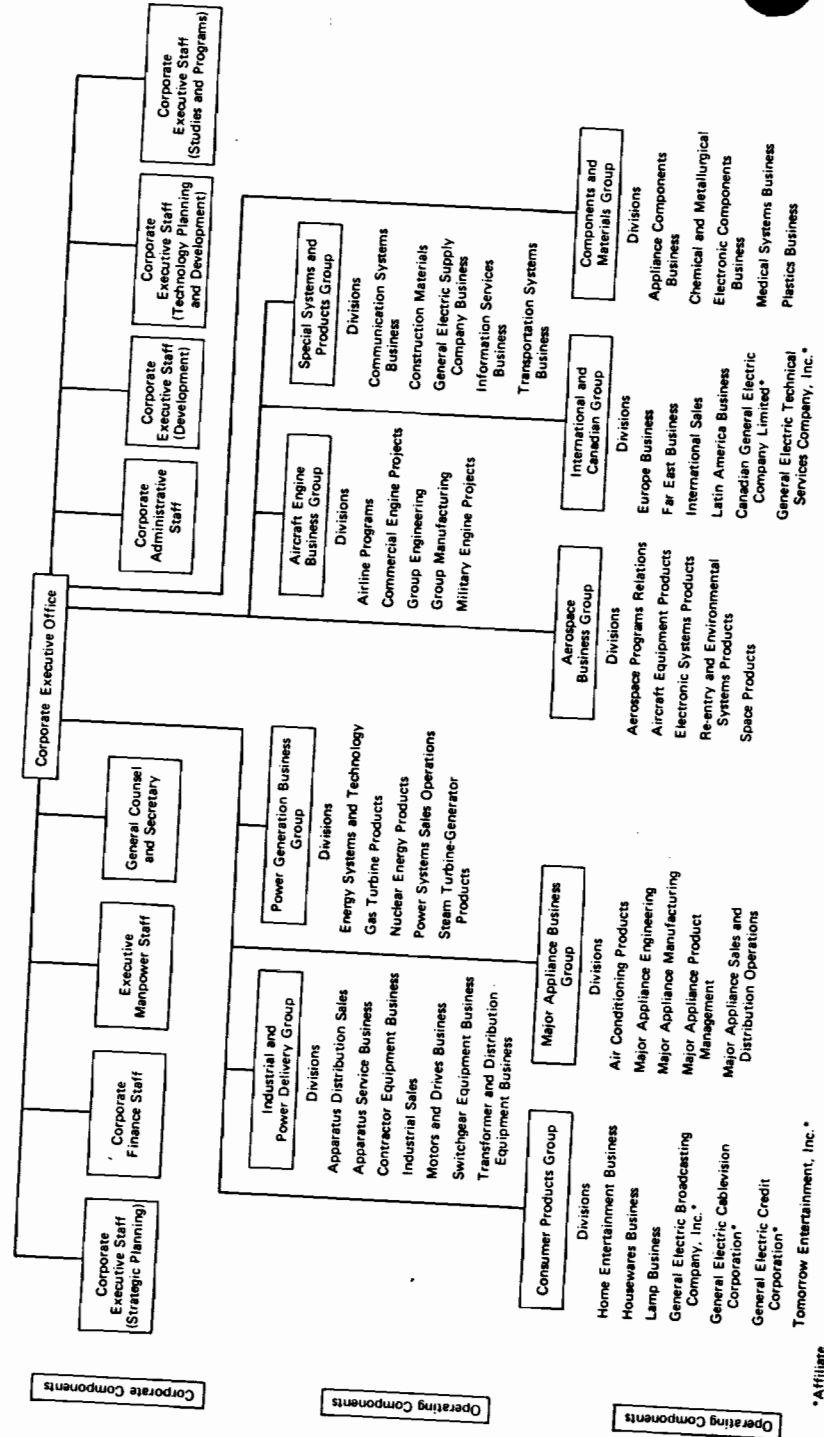 Corporate Components
Corporate Executive Office
Corporate
Executive Staff
(Strategic Planning)
Corporate
Finance Staff
Executive
Manpower Staff
General Counsel
and Secretary
Corporate
Administrative
Staff
Corporate
Executive Staff
(Development)
Corporate
Executive Staff
(Technology Planning
and Development)
Corporate
Executive Staff
(Studies and Programs)
Operating Components
Industrial and
Power Delivery Group
Divisions
Apparatus Distribution Sales
Apparatus Service Business
Contractor Equipment Business
Industrial Sales
Motors and Drives Business
Switchgear Equipment Business
Transformer and Distribution
Equipment Business
Power Generation Business
Group
Divisions
Energy Systems and Technology
Gas Turbine Products
Nuclear Energy Products
Power Systems Sales Operations
Steam Turbine-Generator
Products
Aircraft Engine
Business Group
Divisions
Airline Programs
Commercial Engine Projects
Group Engineering
Group Manufacturing
Military Engine Projects
Special Systems and
Products Group
Divisions
Communication Systems
Business
Construction Materials
General Electric Supply
Company Business
Information Services
Business
Transportation Systems
Business
Operating Components
Consumer Products Group
Divisions
Home Entertainment Business
Housewares Business
Lamp Business
General Electric Broadcasting
Company, Inc.*
General Electric Cablevision
Corporation*
General Electric Credit
Corporation*
Tomorrow Entertainment, Inc.*
Major Appliance Business
Group
Divisions
Air Conditioning Products
Major Appliance Engineering
Major Appliance Manufacturing
Major Appliance Product
Management
Major Appliance Sales and
Distribution Operations
Aerospace
Business Group
Divisions
Aerospace Programs Relations
Aircraft Equipment Products
Electronic Systems Products
Re-entry and Environmental
Systems Products
Space Products
International and
Canadian Group
Divisions
Europe Business
Far East Business
International Sales
Latin America Business
Canadian General Electric
Company Limited*
General Electric Technical
Services Company, Inc.*
Components and
Materials Group
Divisions
Appliance Components
Business
Chemical and Metallurgical
Electronic Components
Business
Medical Systems Business
Plastics Business
*Affiliate